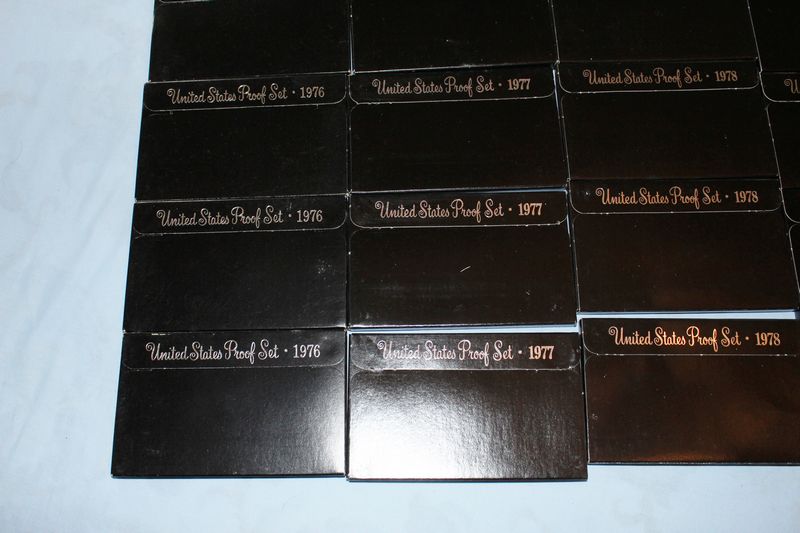 United States Proof Set • 1976
United States Proof Set • 1977
United States Proof Set • 1978
United States Proof Set • 1976
United States Proof Set • 1977
United States Proof Set • 1978
United States Proof Set • 1976
United States Proof Set • 1977
United States Proof Set • 1978